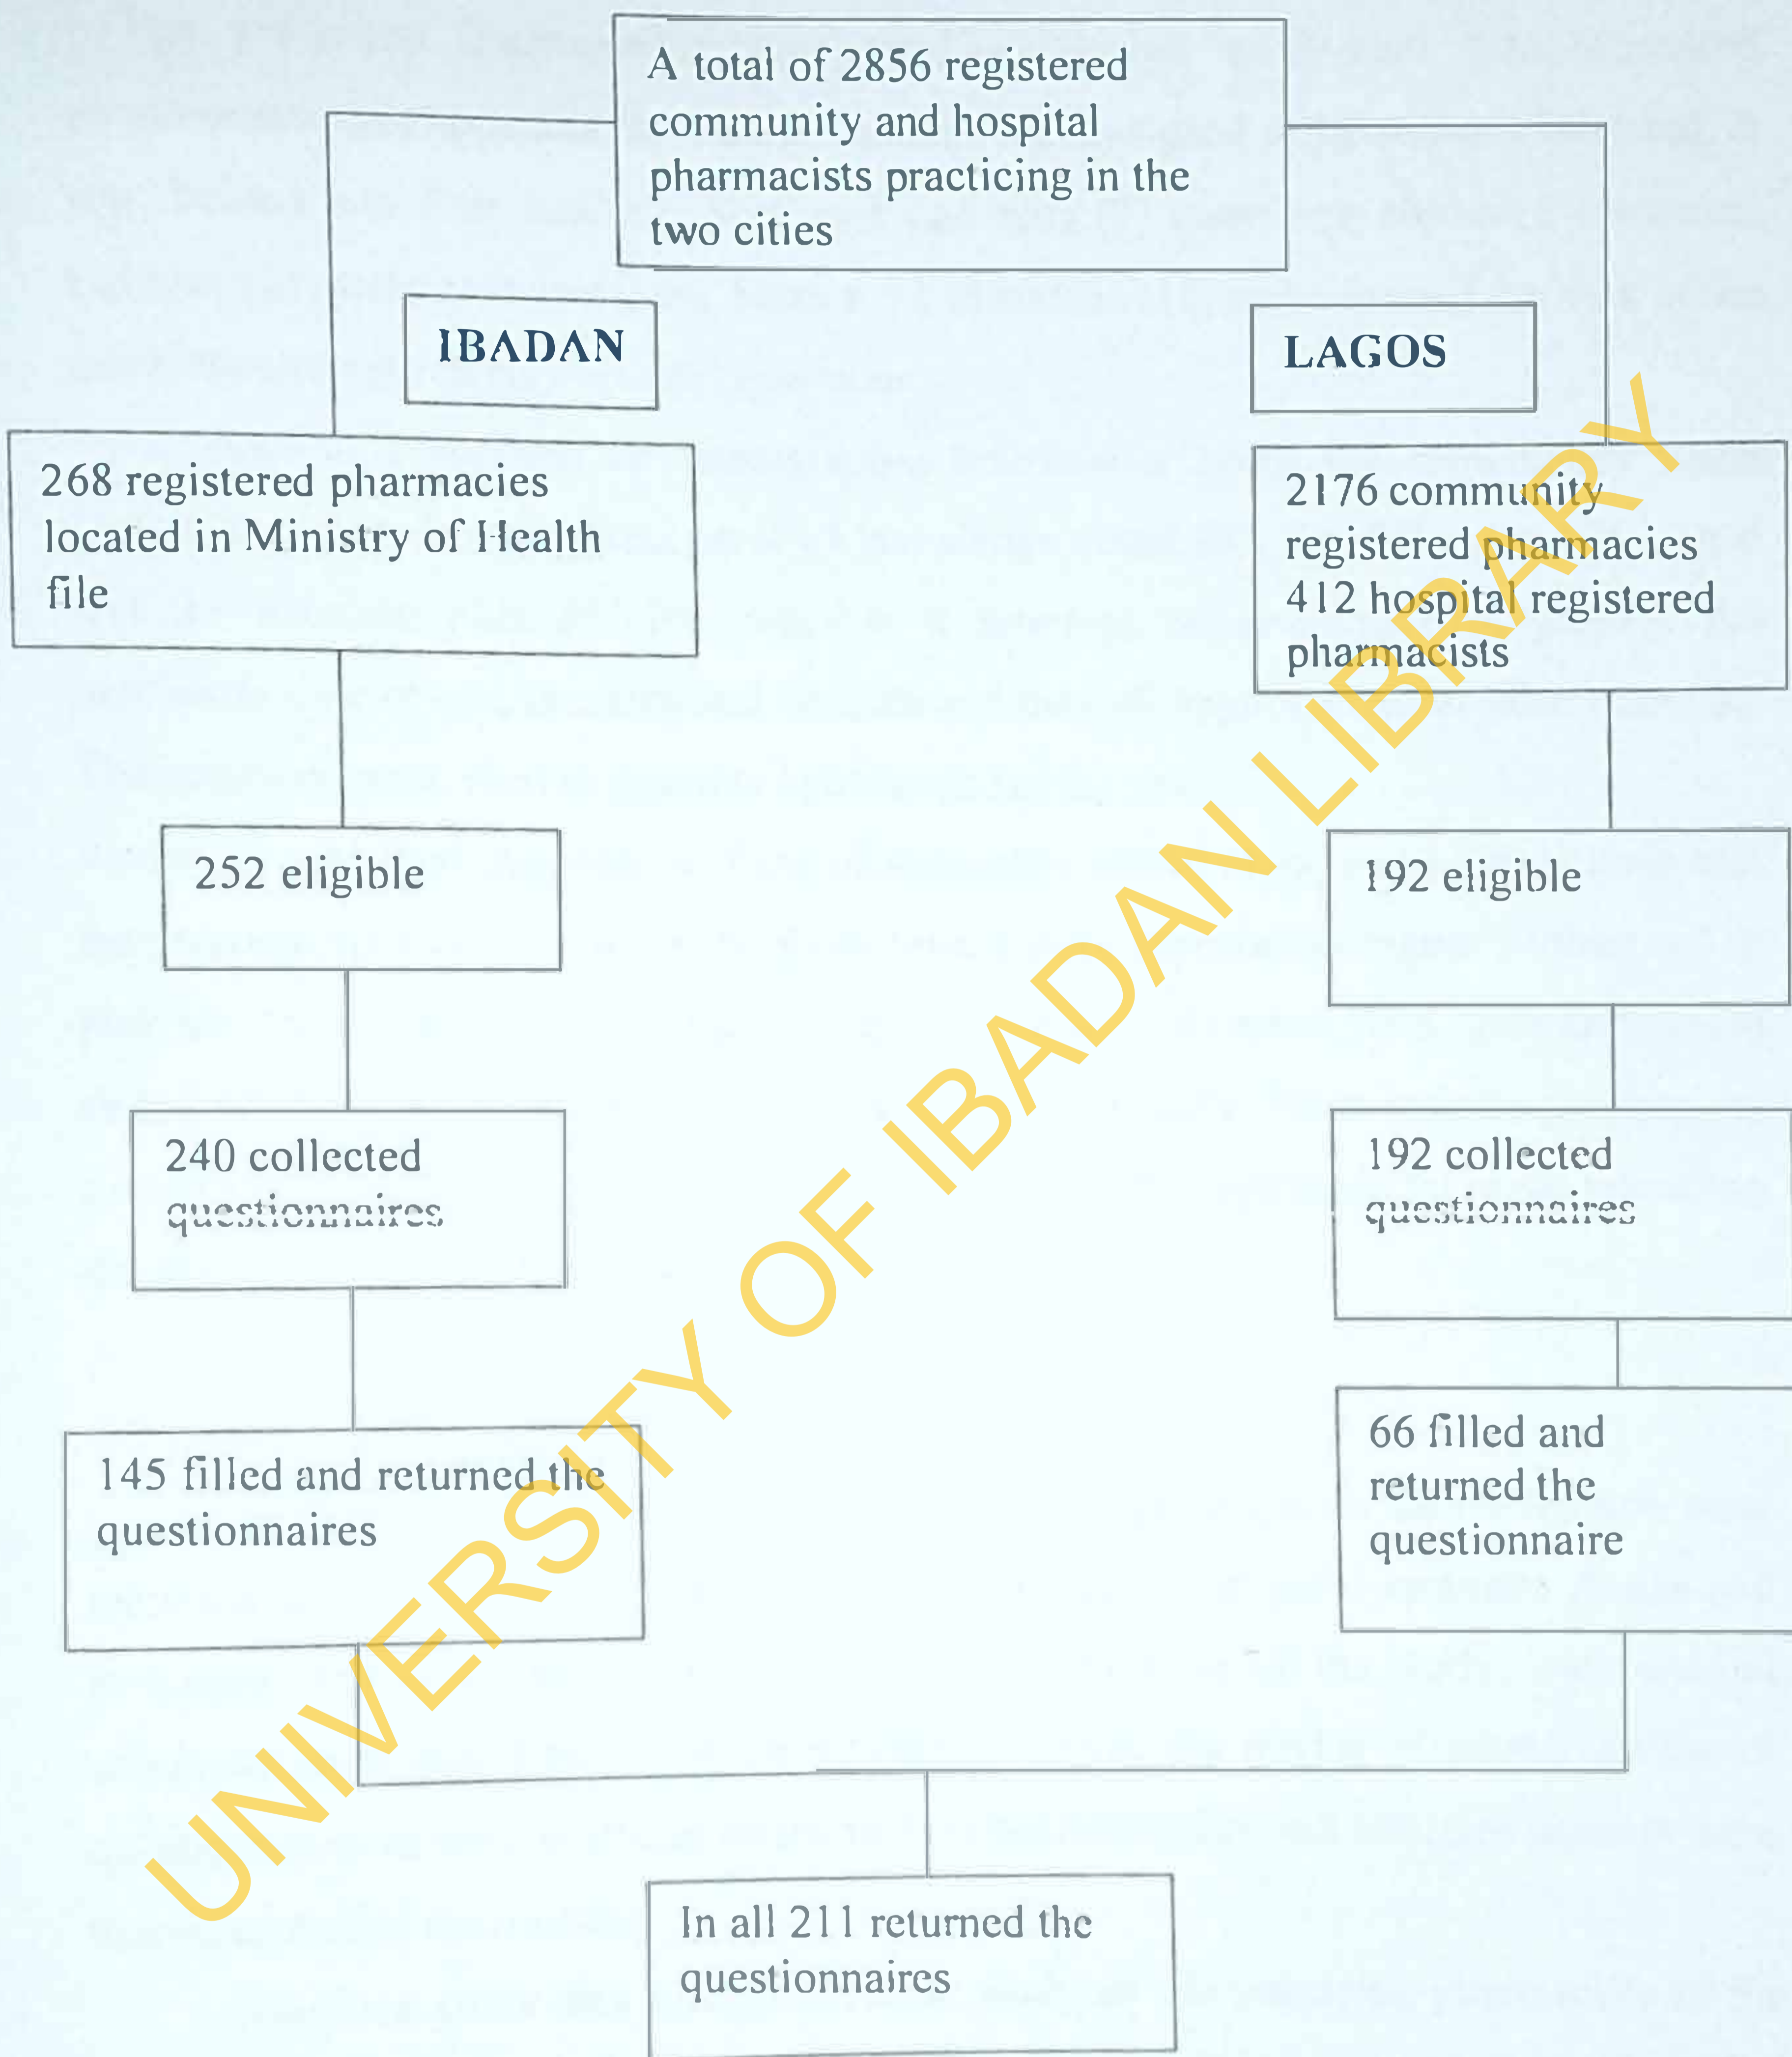 A total of 2856 registered
community and hospital
pharmacists practicing in the
two cities
IBADAN
LAGOS
268 registered pharmacies
located in Ministry of Health
file
2176 community
registered pharmacies
412 hospital registered
pharmacists
252 eligible
192 eligible
240 collected
questionnaires
192 collected
questionnaires
145 filled and returned the
questionnaires
66 filled and
returned the
questionnaire
In all 211 returned the
questionnaires
UNIVERSITY OF IBADAN LIBRARY